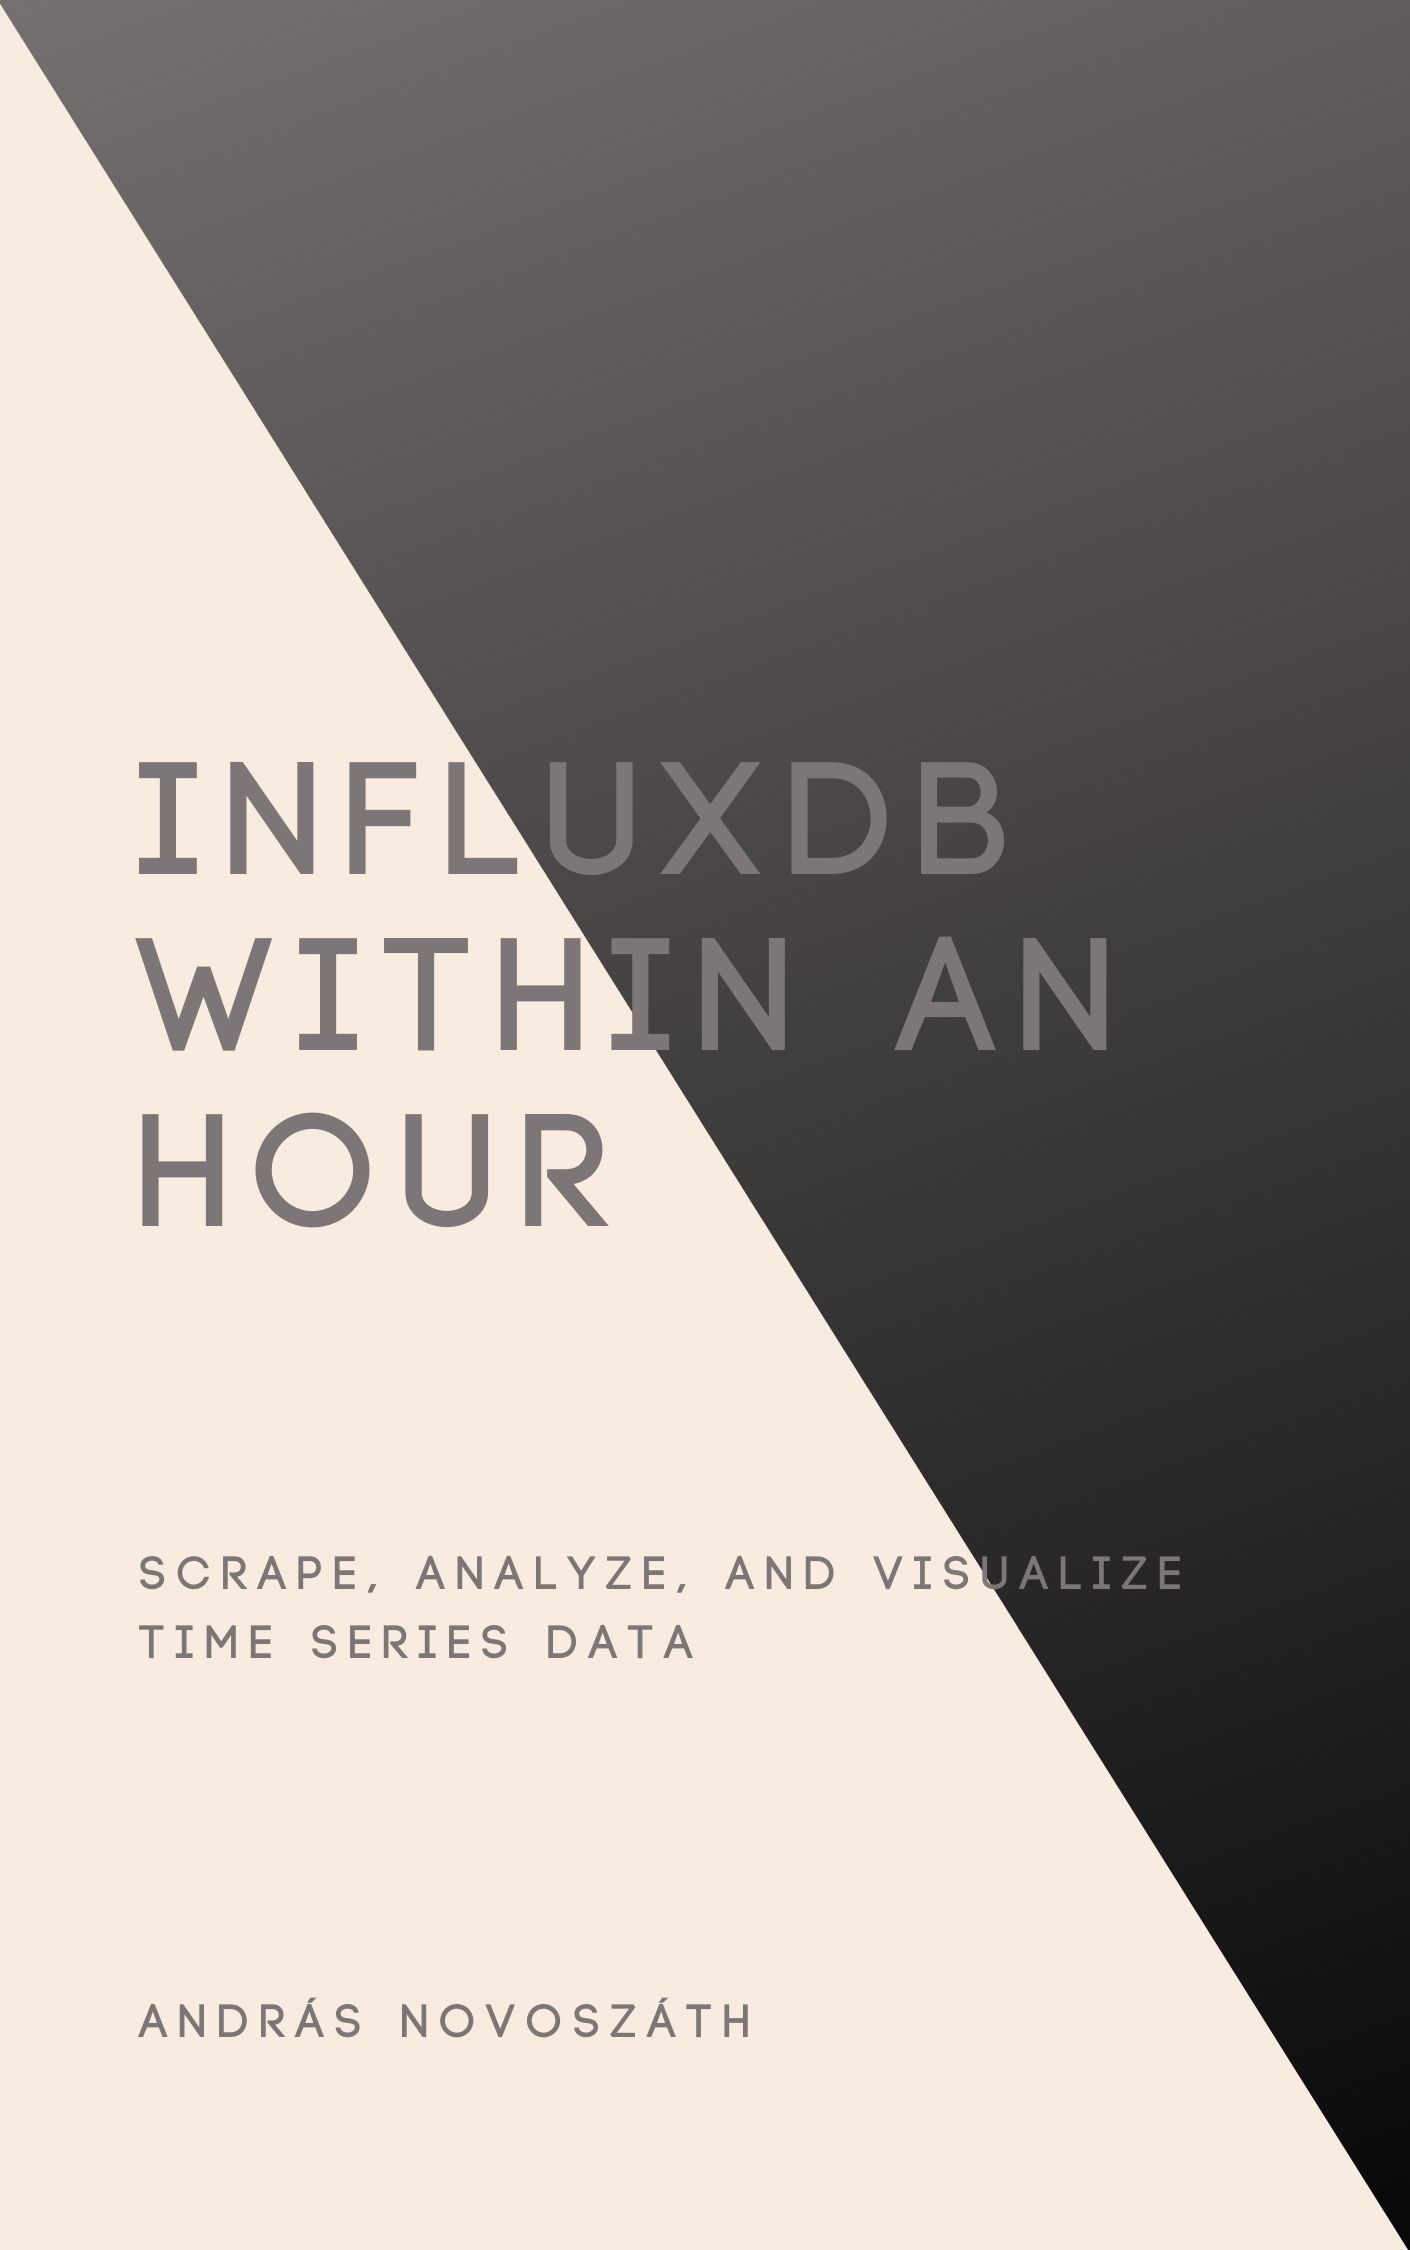 INFLUXDB
WITHIN AN
HOUR
SCRAPE, ANALYZE, AND VISUALIZE
TIME SERIES DATA
ANDRÁS NOVOSZÁTH